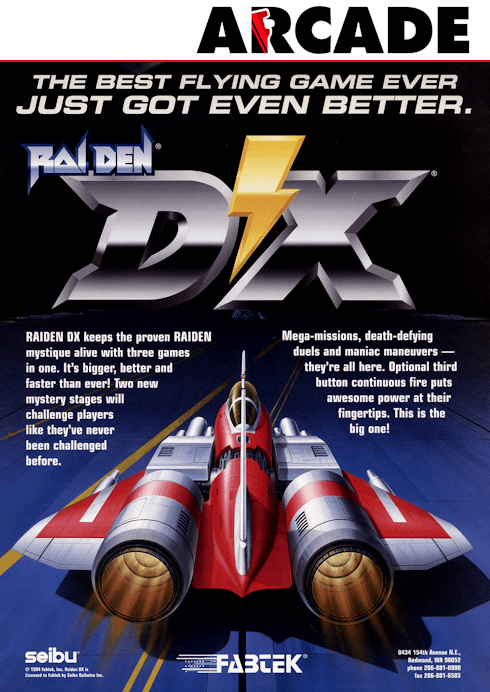 ARCADE
THE BEST FLYING GAME EVER
JUST GOT EVEN BETTER.
RAIDEN®
DX®
RAIDEN DX keeps the proven RAIDEN
mystique alive with three games
in one. It's bigger, better and
faster than ever! Two new
mystery stages will
challenge players
like they've never
been challenged
before.
Mega-missions, death-defying
duels and maniac maneuvers —
they're all here. Optional third
button continuous fire puts
awesome power at their
fingertips. This is the
big one!
seibu®
© 1994 Fabtek, Inc. Raiden DX is
Licensed to Fabtek by Seibu Kaihatsu Inc.
FABTEK®
8434 154th Avenue N.E.,
Redmond, WA 98052
phone 206-881-0900
fax 206-881-6503